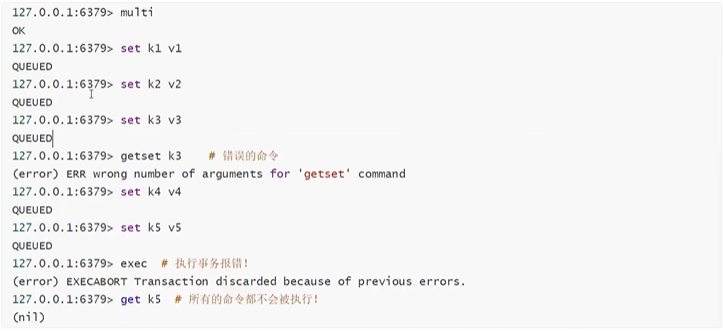 127.0.0.1:6379> multi
OK
127.0.0.1:6379> set k1 v1
QUEUED
127.0.0.1:6379> set k2 v2
QUEUED
127.0.0.1:6379> set k3 v3
QUEUED
127.0.0.1:6379> getset k3    # 错误的命令
(error) ERR wrong number of arguments for 'getset' command
127.0.0.1:6379> set k4 v4
QUEUED
127.0.0.1:6379> set k5 v5
QUEUED
127.0.0.1:6379> exec  # 执行事务报错！
(error) EXECABORT Transaction discarded because of previous errors.
127.0.0.1:6379> get k5  # 所有的命令都不会被执行！
(nil)